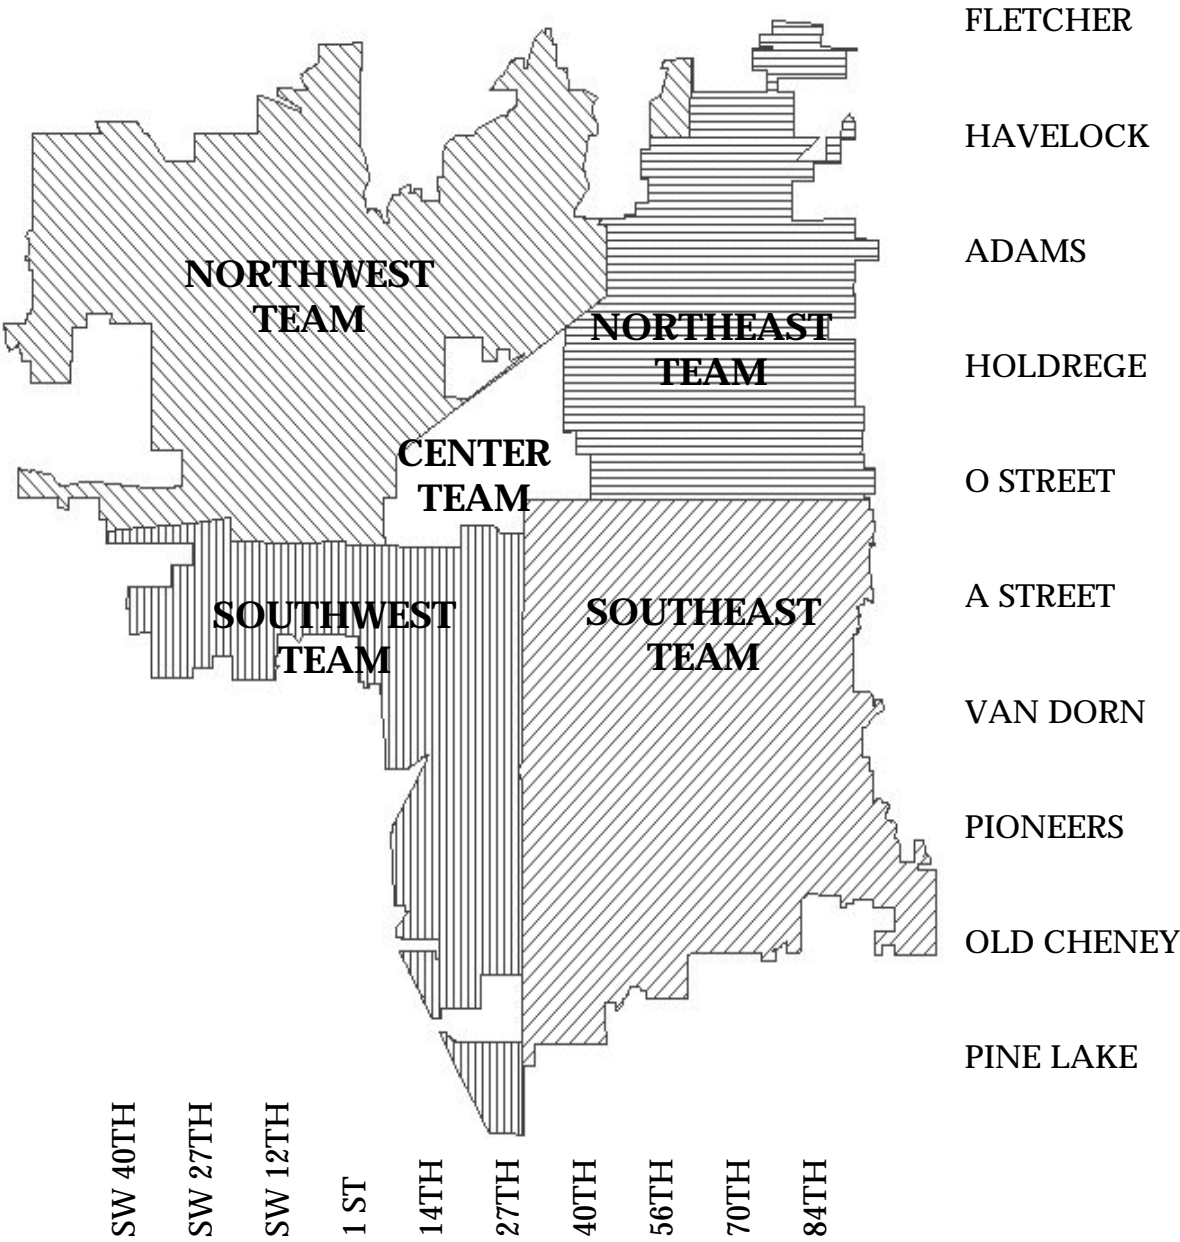 FLETCHER
HAVELOCK
ADAMS
NORTHWEST
TEAM
NORTHEAST
TEAM
HOLDREGE
CENTER
TEAM
O STREET
A STREET
SOUTHWEST
TEAM
SOUTHEAST
TEAM
VAN DORN
PIONEERS
OLD CHENEY
PINE LAKE
SW 40TH
SW 27TH
SW 12TH
1 ST
14TH
27TH
40TH
56TH
70TH
84TH